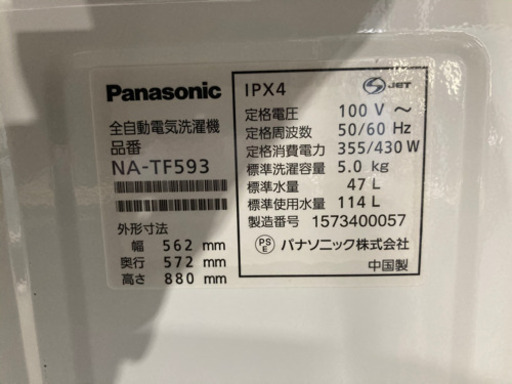 Panasonic
全自動電気洗濯機
品番
NA-TF593
外形寸法
幅 562 mm
奥行 572 mm
高さ 880 mm
IPX4
S JET
定格電圧 100 V ～
定格周波数 50/60 Hz
定格消費電力 355/430 W
標準洗濯容量 5.0 kg
標準水量 47 L
標準使用水量 114 L
製造番号 1573400057
PSE パナソニック株式会社
中国製